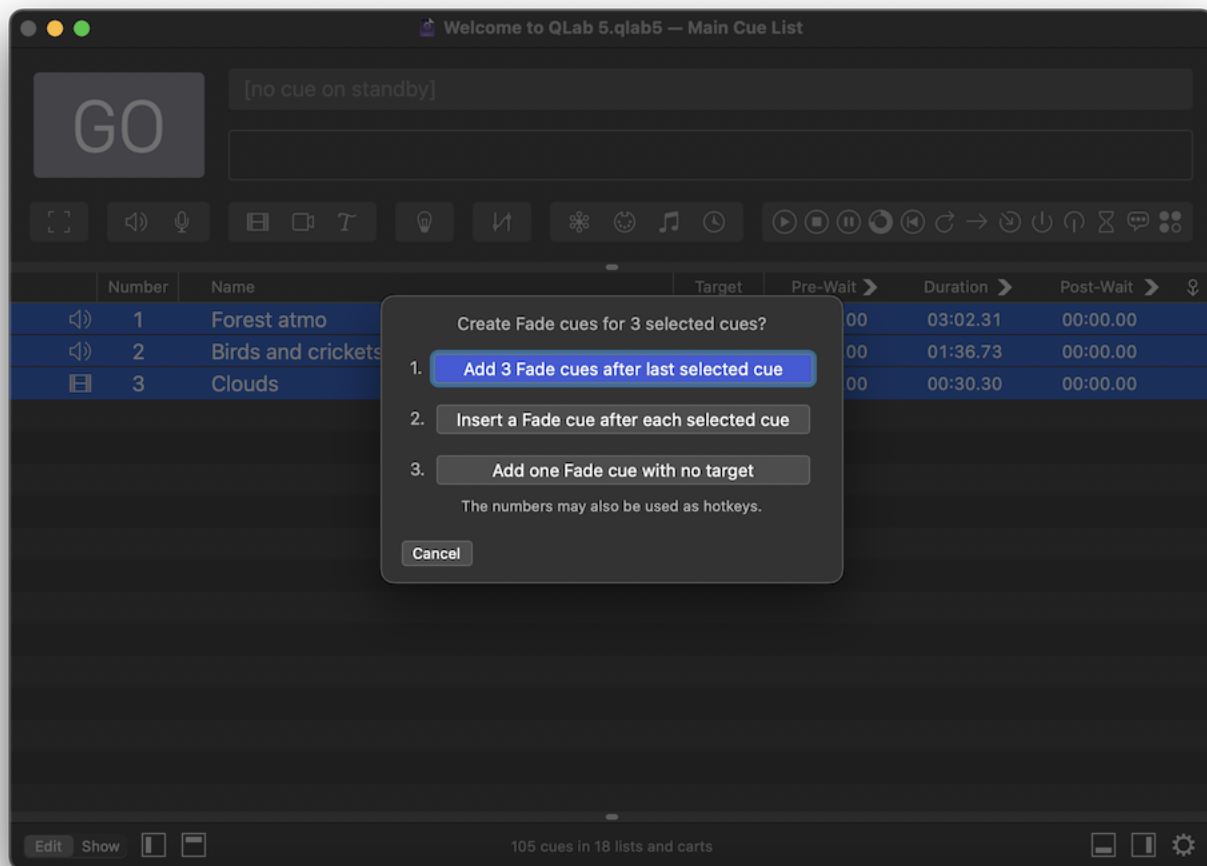 Welcome to QLab 5.qlab5 — Main Cue List
GO
[no cue on standby]
Number Name Target Pre-Wait Duration Post-Wait
1 Forest atmo 00 03:02.31 00:00.00
2 Birds and crickets 00 01:36.73 00:00.00
3 Clouds 00 00:30.30 00:00.00
Create Fade cues for 3 selected cues?
1. Add 3 Fade cues after last selected cue
2. Insert a Fade cue after each selected cue
3. Add one Fade cue with no target
The numbers may also be used as hotkeys.
Cancel
Edit Show 105 cues in 18 lists and carts